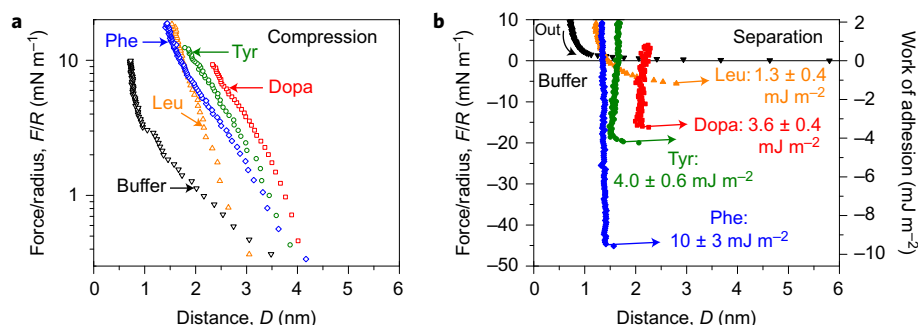 a
Compression
Phe
Tyr
Dopa
Leu
Buffer
Force/radius, F/R (mN m⁻¹)
10
1
0 1 2 3 4 5 6
Distance, D (nm)
b
Separation
Out
Buffer
Leu: 1.3 ± 0.4
mJ m⁻²
Dopa: 3.6 ± 0.4
mJ m⁻²
Tyr:
4.0 ± 0.6 mJ m⁻²
Phe:
10 ± 3 mJ m⁻²
Force/radius, F/R (mN m⁻¹)
10
0
−10
−20
−30
−40
−50
Work of adhesion (mJ m⁻²)
2
0
−2
−4
−6
−8
−10
0 1 2 3 4 5 6
Distance, D (nm)